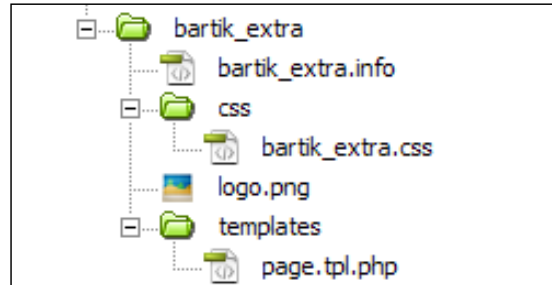 bartik_extra
bartik_extra.info
css
bartik_extra.css
logo.png
templates
page.tpl.php